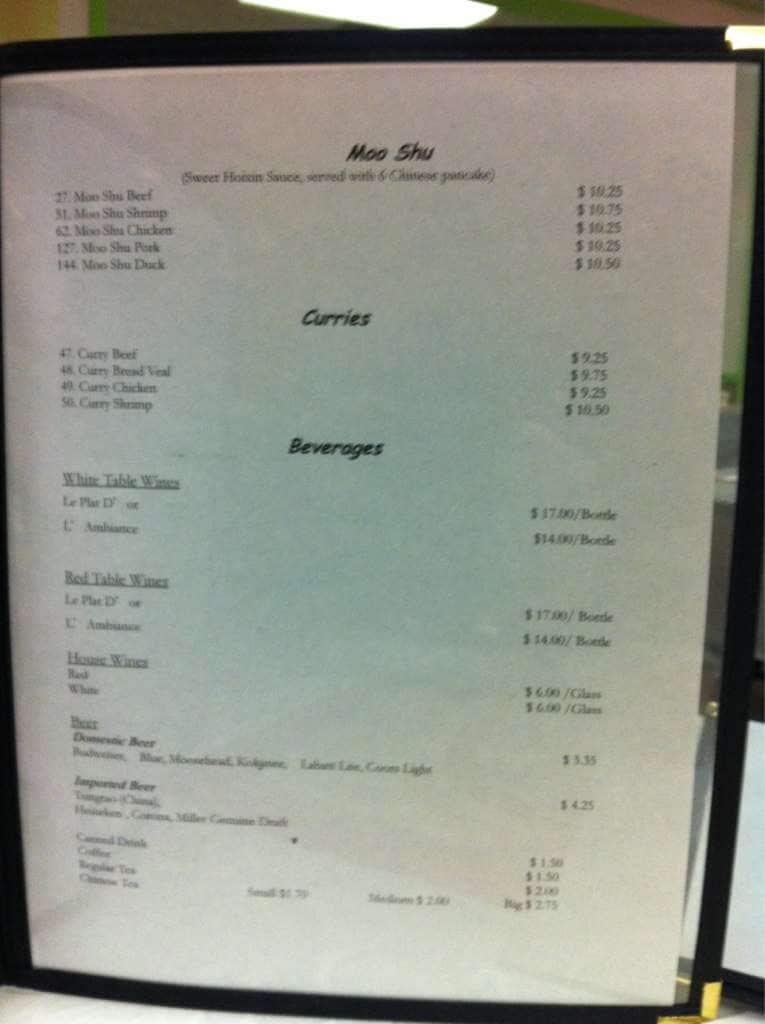 Moo Shu
(Sweet Hoisin Sauce, served with 6 Chinese pancake)
27. Moo Shu Beef $ 10.25
51. Moo Shu Shrimp $ 10.75
62. Moo Shu Chicken $ 10.25
127. Moo Shu Pork $ 10.25
144. Moo Shu Duck $ 10.50
Curries
47. Curry Beef $ 9.25
48. Curry Bread Veal $ 9.75
49. Curry Chicken $ 9.25
50. Curry Shrimp $ 10.50
Beverages
White Table Wines
Le Plat D' or $ 17.00/Bottle
L' Ambiance $14.00/Bottle
Red Table Wines
Le Plat D' or $ 17.00/ Bottle
L' Ambiance $ 14.00/ Bottle
House Wines
Red $ 6.00 /Glass
White $ 6.00 /Glass
Beer
Domestic Beer
Budweiser, Blue, Moosehead, Kokanee, Labatt Lite, Coors Light $ 3.35
Imported Beer
Tsingtao (China), $ 4.25
Heineken , Corona, Miller Genuine Draft
Canned Drink $ 1.50
Coffee $ 1.50
Regular Tea $ 2.00
Chinese Tea Small $1.70 Medium $ 2.00 Big $ 2.75